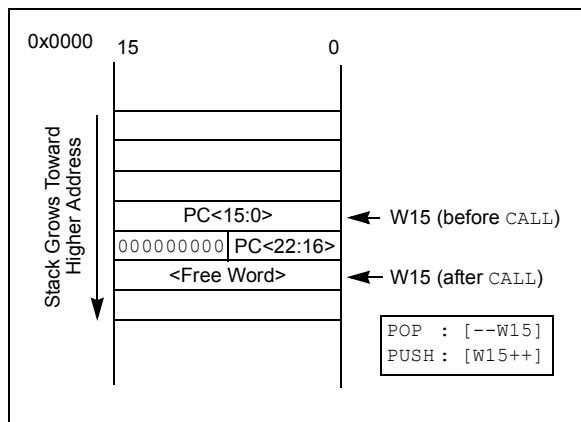 0x0000
15 0
Stack Grows Toward
Higher Address
PC<15:0>
W15 (before CALL)
000000000 PC<22:16>
<Free Word>
W15 (after CALL)
POP : [--W15]
PUSH : [W15++]